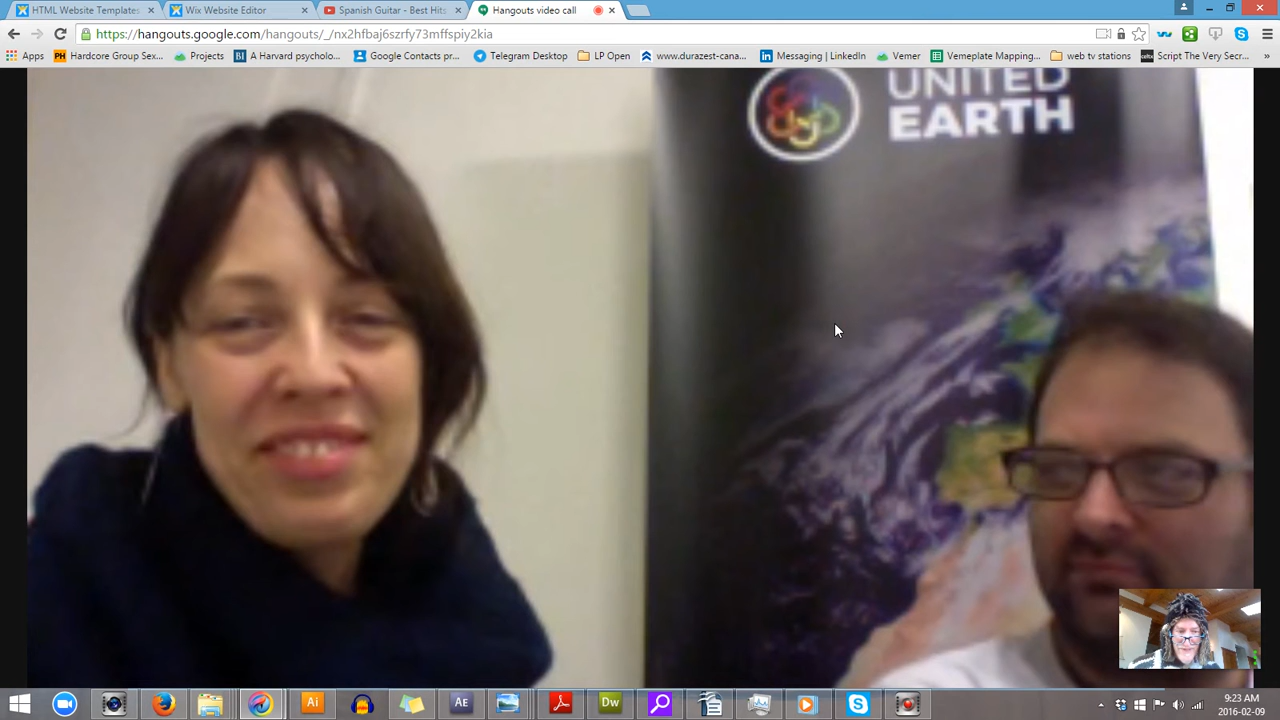 HTML Website Templates
Wix Website Editor
Spanish Guitar - Best Hits
Hangouts video call
https://hangouts.google.com/hangouts/_/nx2hfbaj6szrfy73mffspiy2kia
Apps
Hardcore Group Sex...
Projects
A Harvard psycholo...
Google Contactsor...
Telegram Desktop
LP Open
www.durazest-cana...
Messaging | LinkedIn
Vemer
Vemeplate Mapping...
web tv stations
Script The Very Secr...
UNITED
EARTH
9:23 AM
2016-02-09